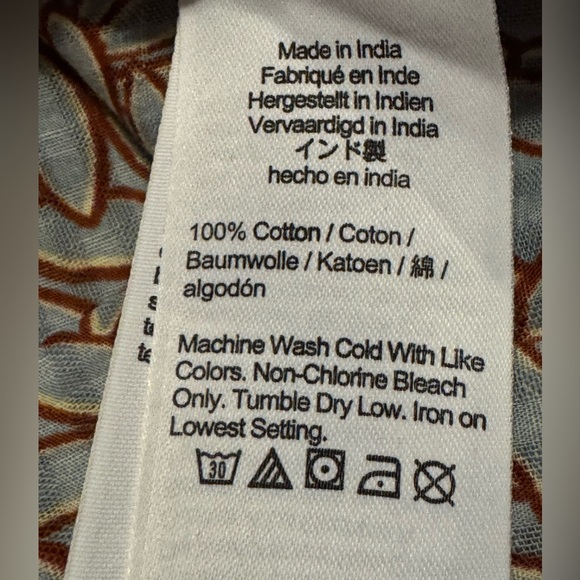 Made in India
Fabriqué en Inde
Hergestellt in Indien
Vervaardigd in India
インド製
hecho en india
100% Cotton / Coton /
Baumwolle / Katoen / 綿 /
algodón
Machine Wash Cold With Like
Colors. Non-Chlorine Bleach
Only. Tumble Dry Low. Iron on
Lowest Setting.
30